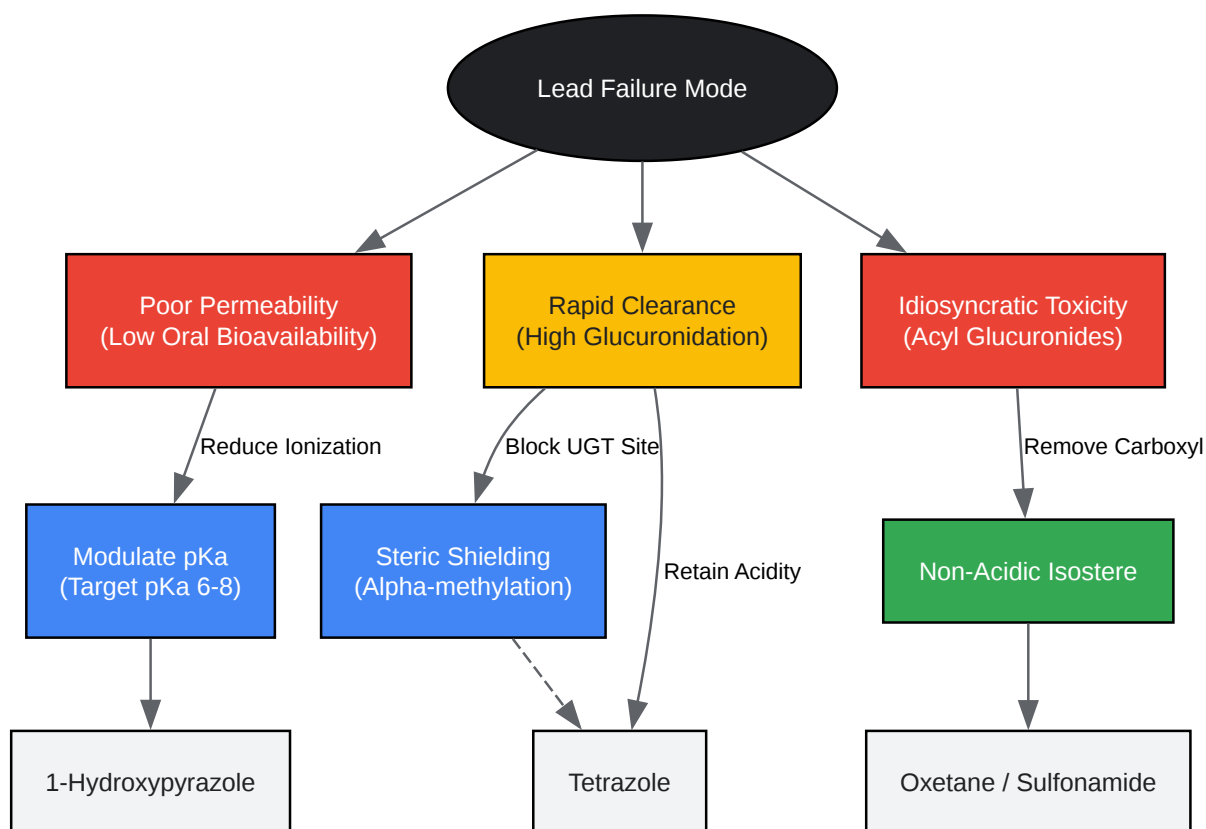 Lead Failure Mode
Poor Permeability
(Low Oral Bioavailability)
Rapid Clearance
(High Glucuronidation)
Idiosyncratic Toxicity
(Acyl Glucuronides)
Reduce Ionization
Block UGT Site
Remove Carboxyl
Modulate pKa
(Target pKa 6-8)
Steric Shielding
(Alpha-methylation)
Retain Acidity
Non-Acidic Isostere
1-Hydroxypyrazole
Tetrazole
Oxetane / Sulfonamide